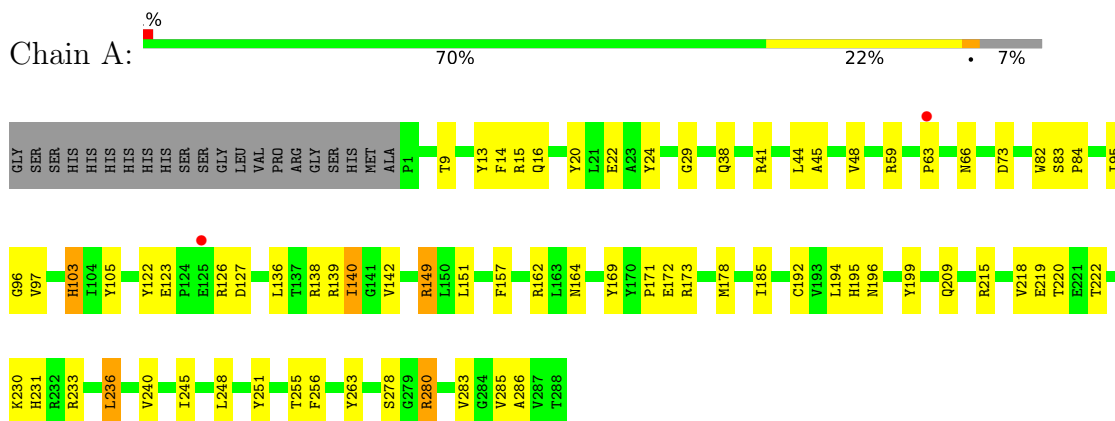 .%
Chain A:
70% 22% • 7%
GLY SER SER HIS HIS HIS HIS HIS HIS SER SER GLY LEU VAL PRO ARG GLY SER HIS MET ALA P1 T9 Y13 F14 R15 Q16 Y20 L21 E22 A23 Y24 G29 Q38 R41 L44 A45 V48 R59 P63 N66 D73 W82 S83 P84 I95
G96 V97 H103 I104 Y105 Y122 E123 P124 E125 R126 D127 L136 T137 R138 R139 I140 G141 V142 R149 L150 L151 F157 R162 L163 N164 Y169 Y170 P171 E172 R173 M178 I185 C192 V193 L194 H195 N196 Y199 Q209 R215 V218 E219 T220 E221 T222
K230 H231 R232 R233 L236 V240 I245 L248 Y251 T255 F256 Y263 S278 G279 R280 V283 G284 V285 A286 V287 T288